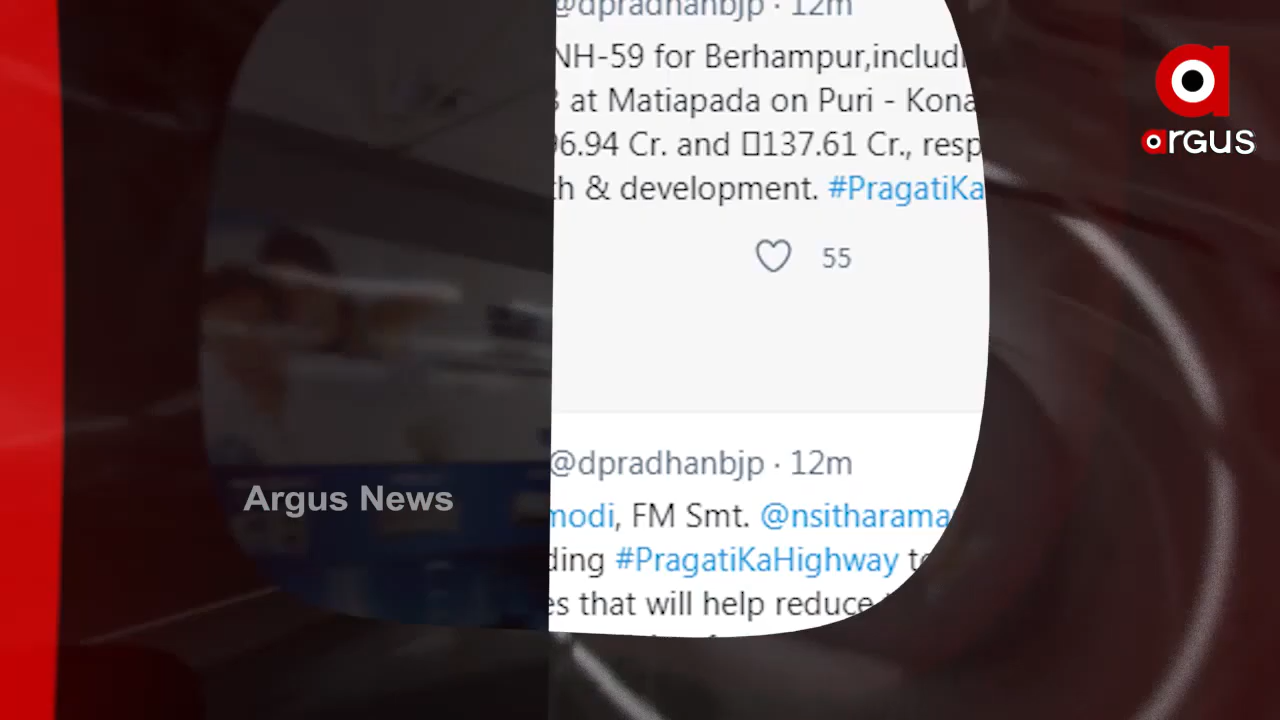 @dpradhanbjp · 12m
NH-59 for Berhampur,includi
at Matiapada on Puri - Kona
96.94 Cr. and 137.61 Cr., resp
th & development. #PragatiKa
55
@dpradhanbjp · 12m
modi, FM Smt. @nsitharama
ding #PragatiKaHighway to
es that will help reduce
Argus News
argus